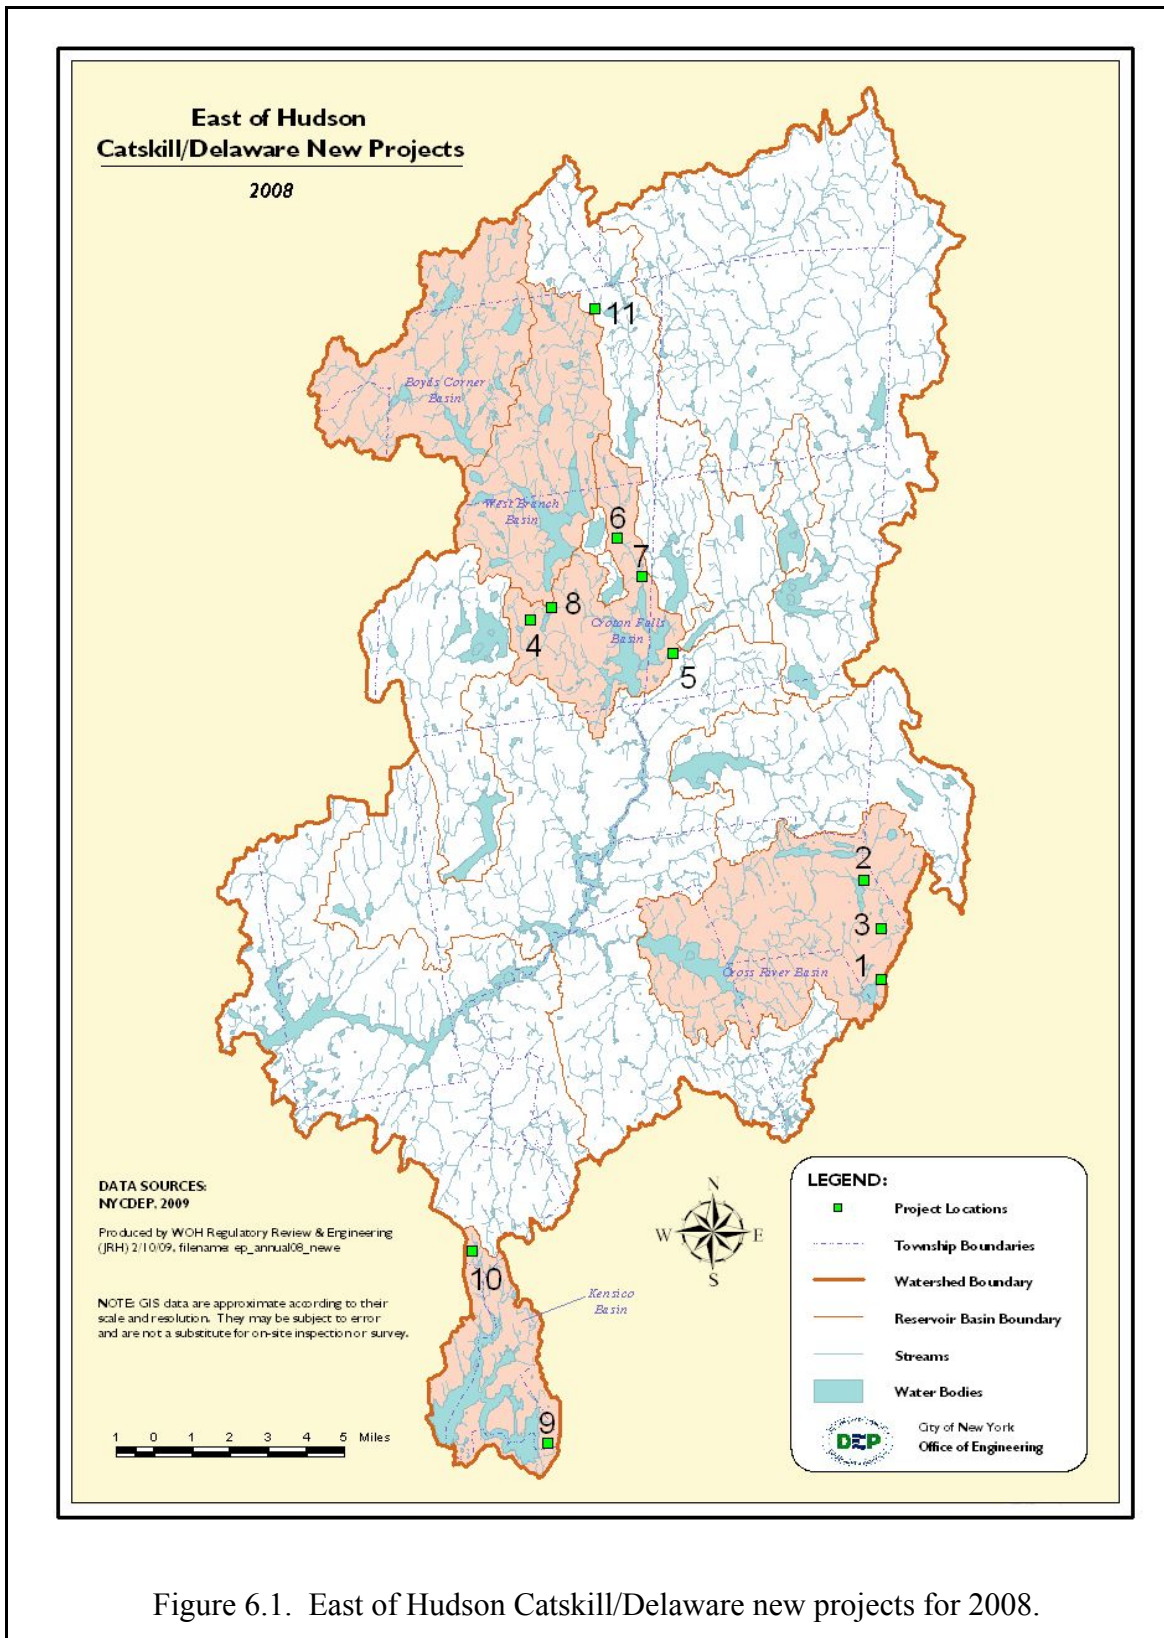 East of Hudson
Catskill/Delaware New Projects
2008
11
Boyds Corner
Basin
West Branch
Basin
6
7
8
4
Croton Falls
Basin
5
2
3
1
Cross River Basin
DATA SOURCES:
NYCDEP, 2009
Produced by WOH Regulatory Review & Engineering
(JRH) 2/10/09, filename: ep_annual08_newe
NOTE: GIS data are approximate according to their
scale and resolution. They may be subject to error
and are not a substitute for on-site inspection or survey.
N
W E
S
10
Kensico
Basin
9
1 0 1 2 3 4 5 Miles
LEGEND:
Project Locations
Township Boundaries
Watershed Boundary
Reservoir Basin Boundary
Streams
Water Bodies
DEP
City of New York
Office of Engineering
Figure 6.1. East of Hudson Catskill/Delaware new projects for 2008.